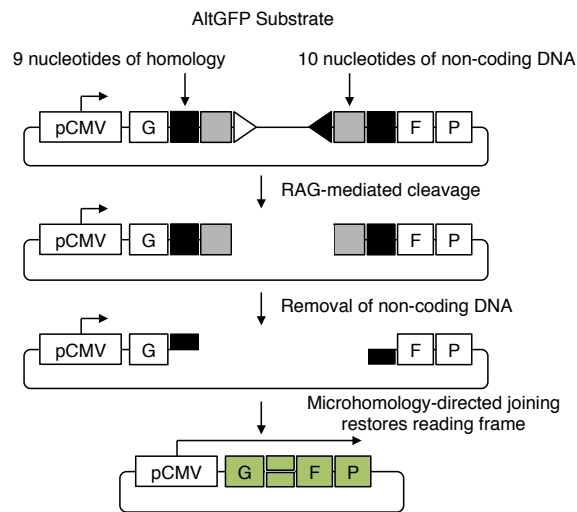 AltGFP Substrate
9 nucleotides of homology
10 nucleotides of non-coding DNA
pCMV G F P
RAG-mediated cleavage
pCMV G F P
Removal of non-coding DNA
pCMV G F P
Microhomology-directed joining
restores reading frame
pCMV G F P